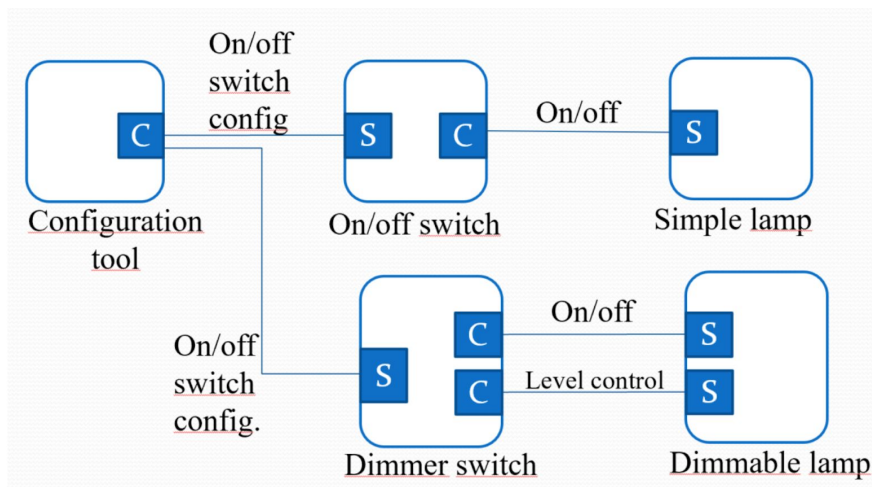 On/off
switch
config
C
S
C
On/off
S
Configuration
tool
On/off switch
Simple lamp
On/off
switch
config.
S
C
On/off
S
C
Level control
S
Dimmer switch
Dimmable lamp